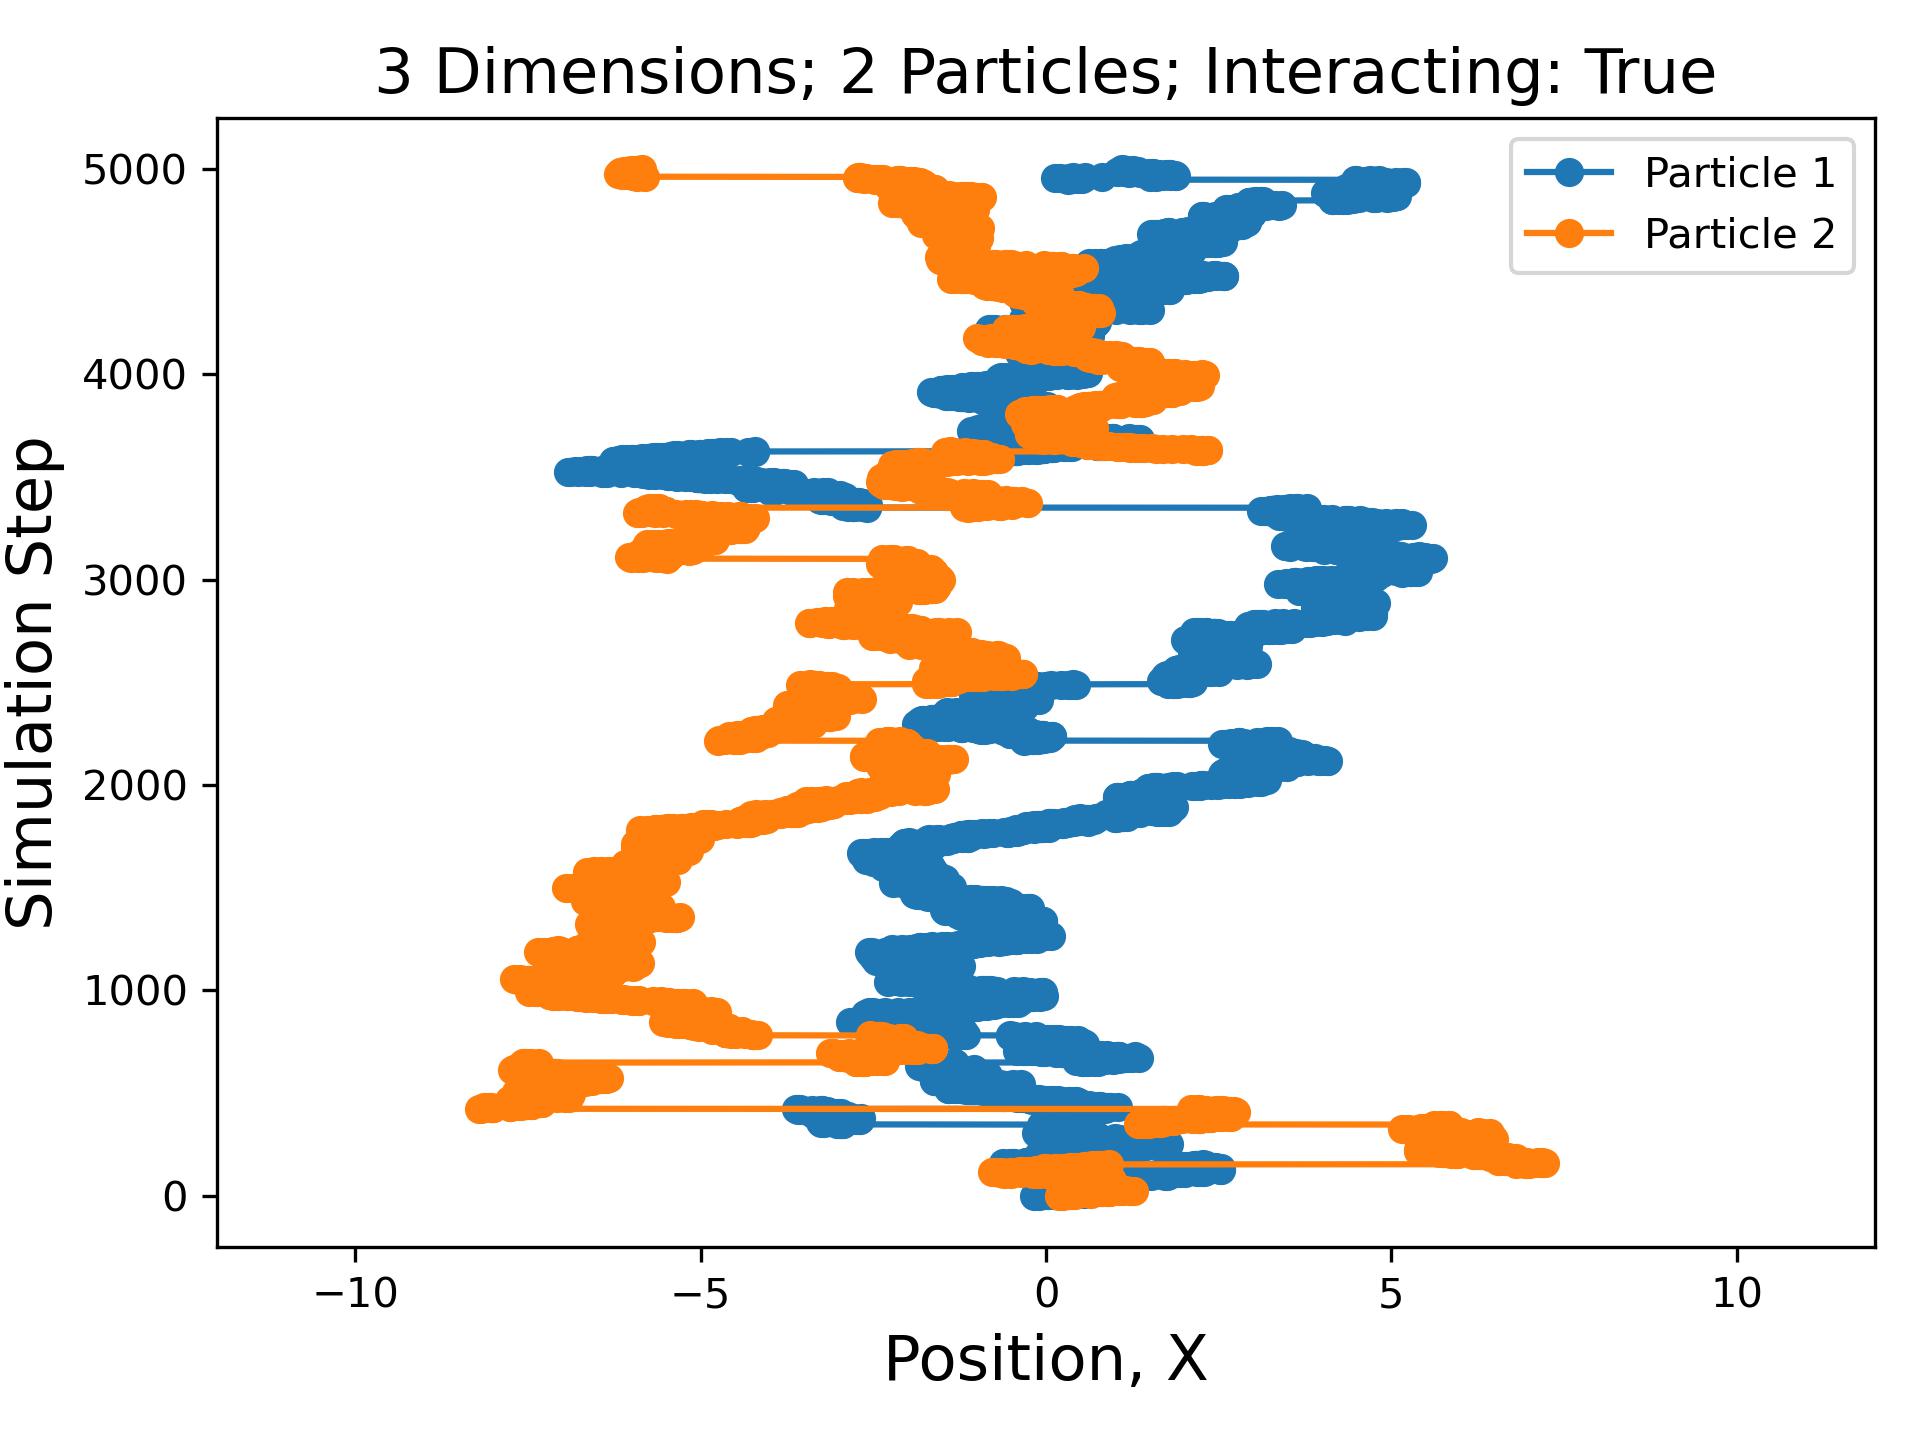 3 Dimensions; 2 Particles; Interacting: True
Particle 1
Particle 2
Simulation Step
5000
4000
3000
2000
1000
0
−10
−5
0
5
10
Position, X